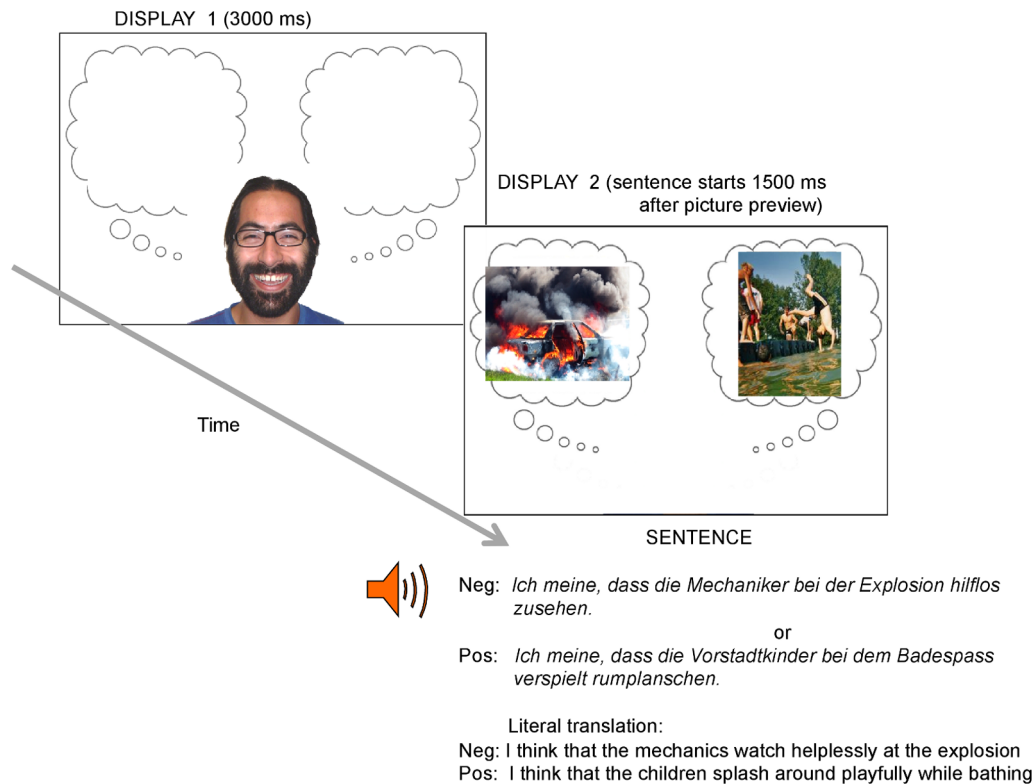 DISPLAY 1 (3000 ms)
DISPLAY 2 (sentence starts 1500 ms
after picture preview)
Time
SENTENCE
Neg: Ich meine, dass die Mechaniker bei der Explosion hilflos
zusehen.
or
Pos: Ich meine, dass die Vorstadtkinder bei dem Badespass
verspielt rumplanschen.
Literal translation:
Neg: I think that the mechanics watch helplessly at the explosion
Pos: I think that the children splash around playfully while bathing